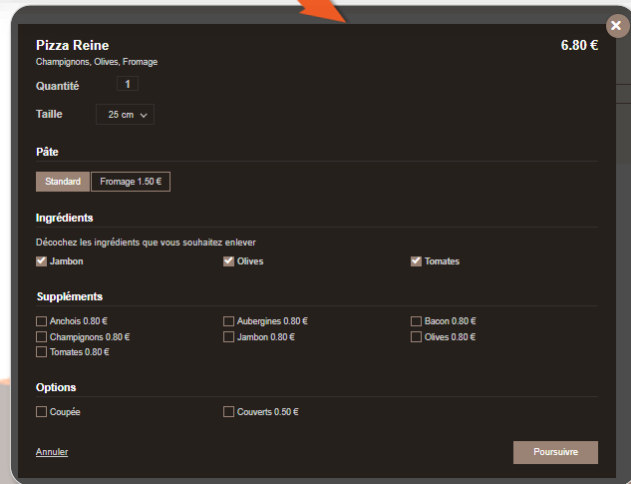 Pizza Reine 6.80 €
Champignons, Olives, Fromage
Quantité 1
Taille 25 cm
Pâte
Standard Fromage 1.50 €
Ingrédients
Décochez les ingrédients que vous souhaitez enlever
Jambon Olives Tomates
Suppléments
Anchois 0.80 € Aubergines 0.80 € Bacon 0.80 €
Champignons 0.80 € Jambon 0.80 € Olives 0.80 €
Tomates 0.80 €
Options
Coupée Couverts 0.50 €
Annuler Poursuivre